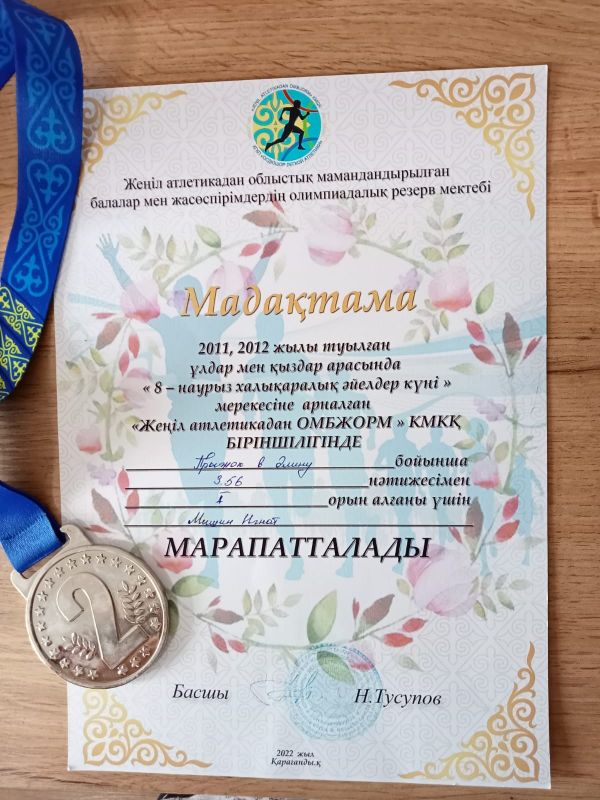 Жеңіл атлетикадан облыстық мамандандырылған
балалар мен жасөспірімдердің олимпиадалық резерв мектебі
Мадақтама
2011, 2012 жылы туылған
ұлдар мен қыздар арасында
« 8 – наурыз халықаралық әйелдер күні »
мерекесіне арналған
«Жеңіл атлетикадан ОМБЖОРМ » КМКҚ
БІРІНШІЛІГІНДЕ
Прыжок в длину бойынша
3.56 нәтижесімен
I орын алғаны үшін
Мишин Игнат
МАРАПАТТАЛАДЫ
Басшы Н.Тусупов
2022 жыл
Қарағанды.қ
2